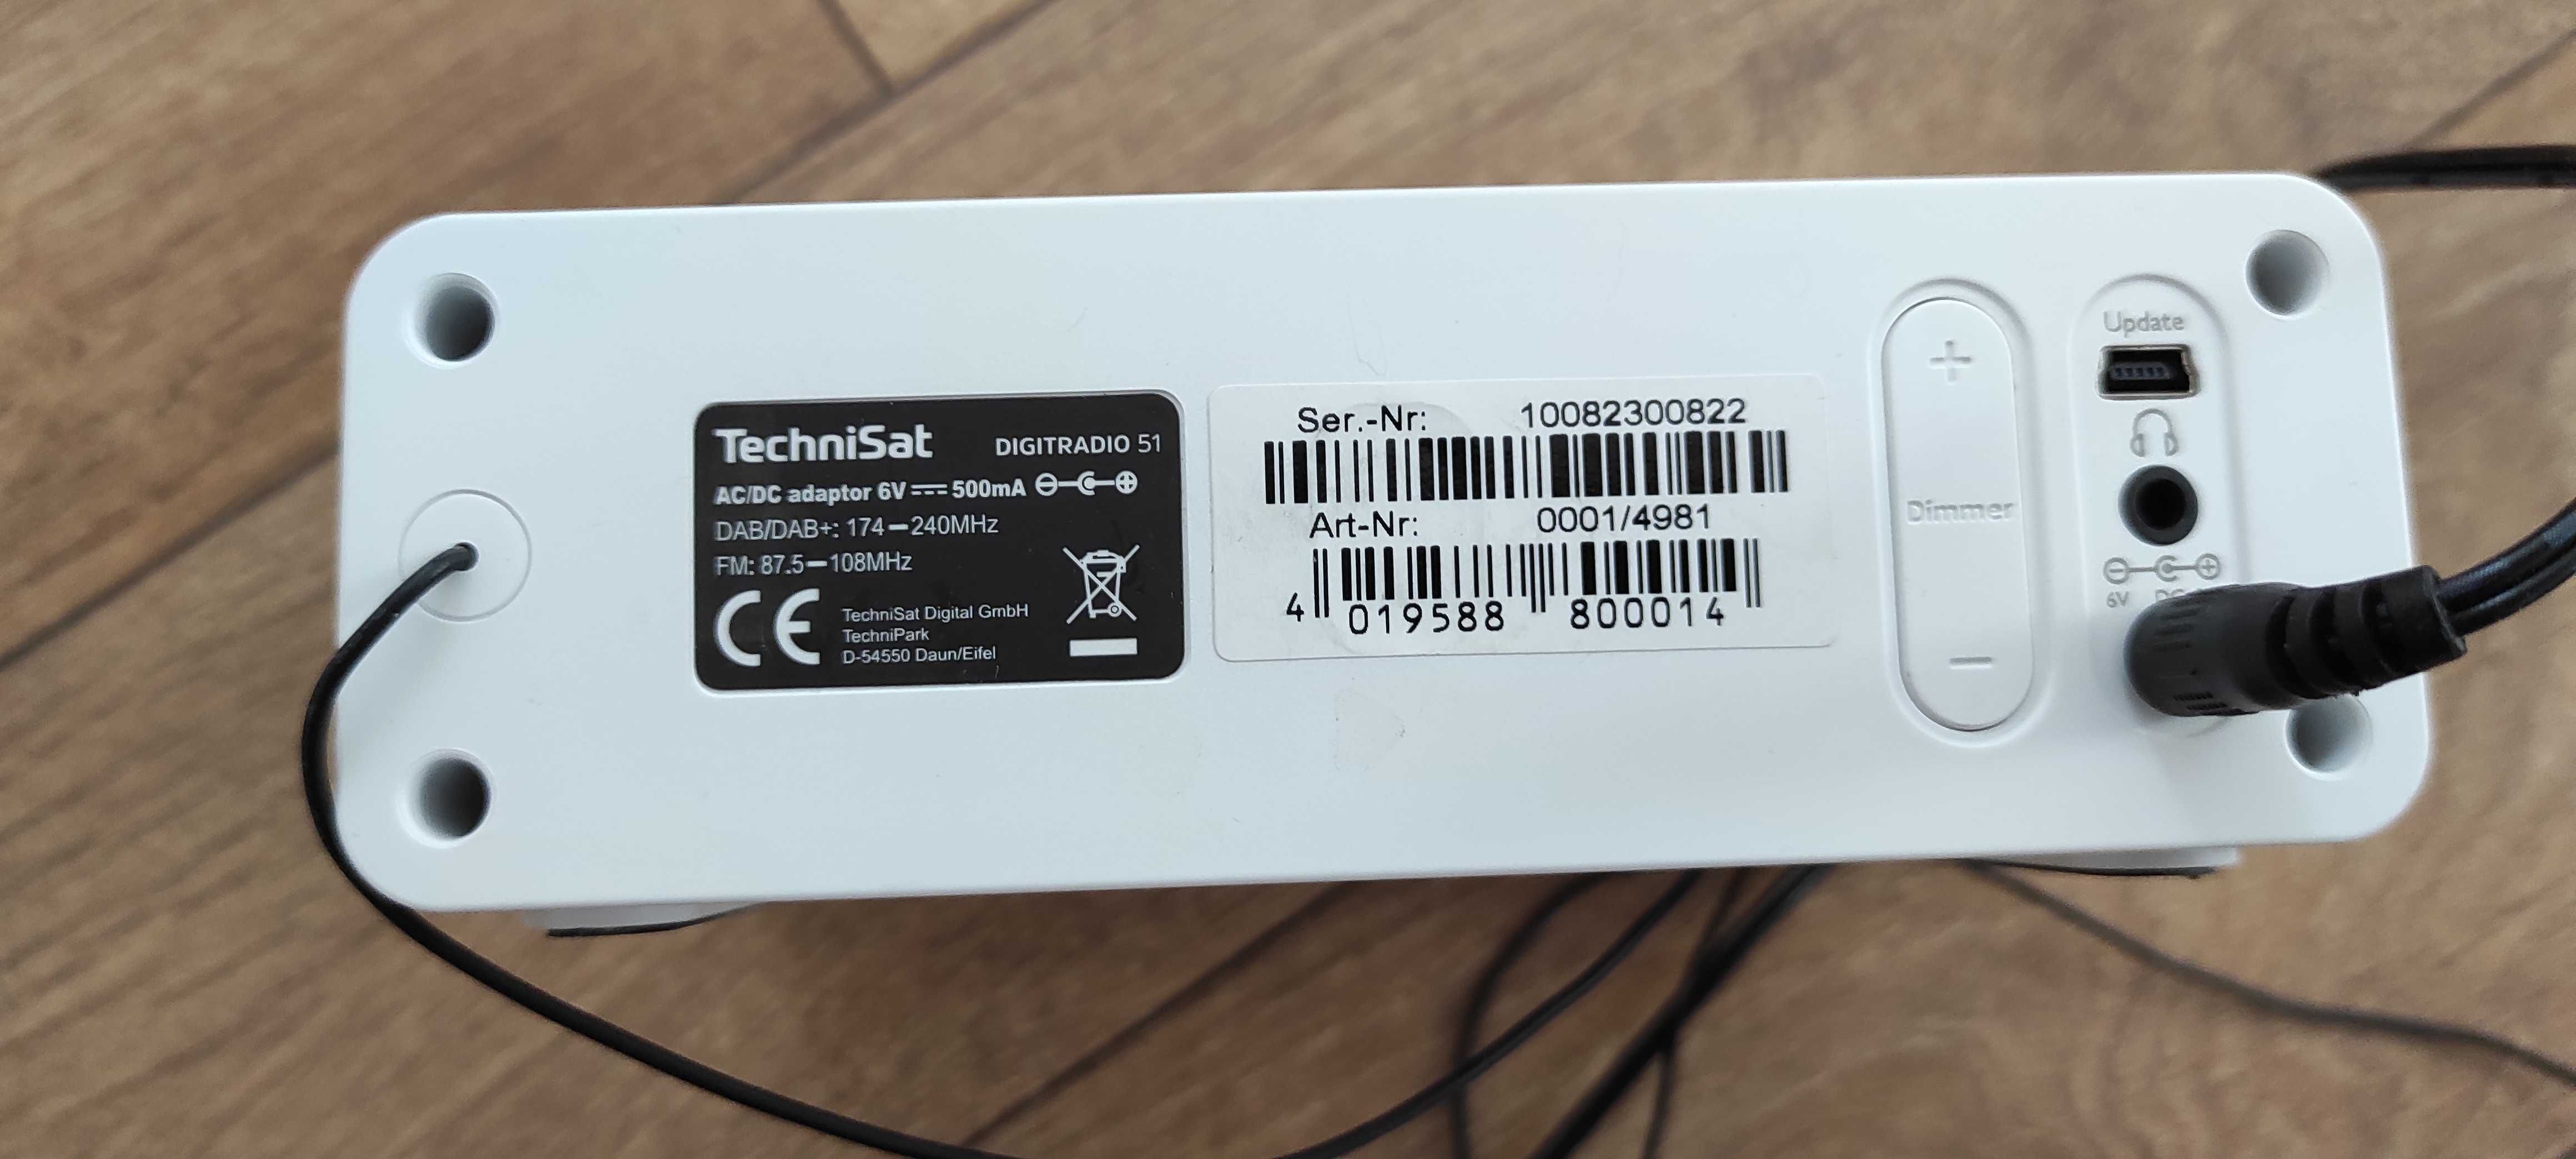 TechniSat DIGITRADIO 51
AC/DC adaptor 6V 500mA
DAB/DAB+: 174-240MHz
FM: 87.5-108MHz
CE
TechniSat Digital GmbH
TechniPark
D-54550 Daun/Eifel
Ser.-Nr: 10082300822
Art-Nr: 0001/4981
4 019588 800014
+
Dimmer
-
Update
6V